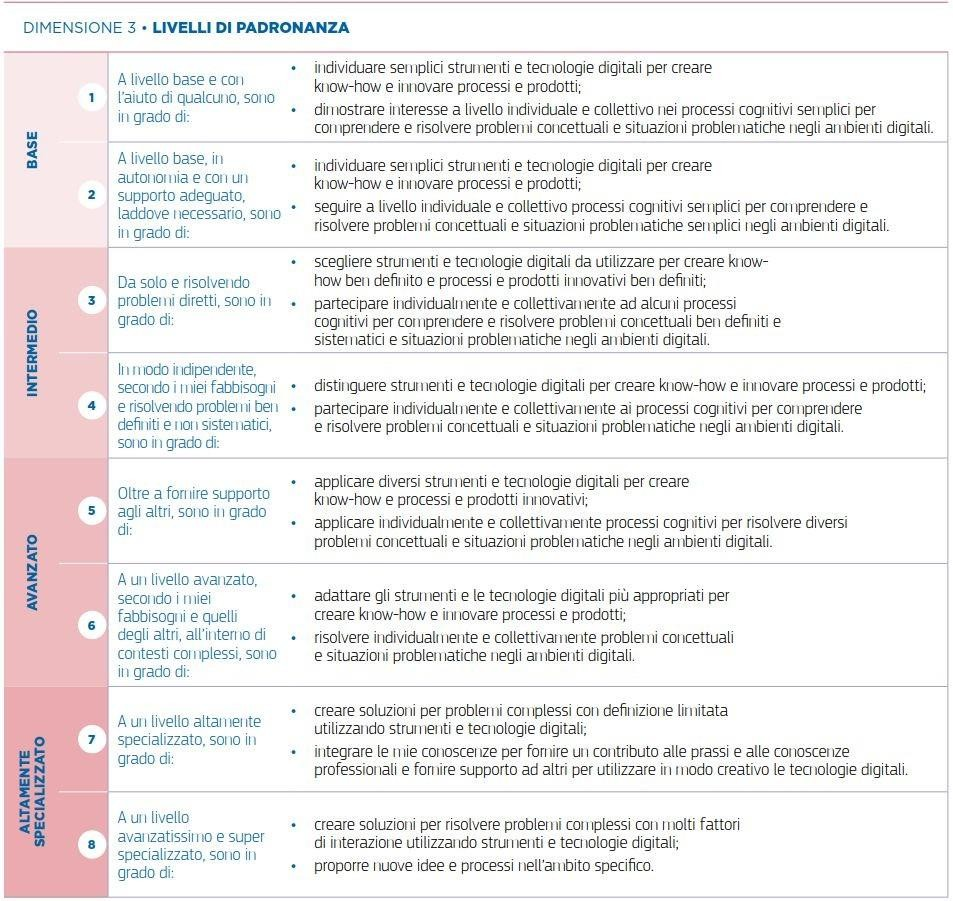 DIMENSIONE 3 • LIVELLI DI PADRONANZA
BASE
1
A livello base e con
l'aiuto di qualcuno, sono
in grado di:
• individuare semplici strumenti e tecnologie digitali per creare
know-how e innovare processi e prodotti;
• dimostrare interesse a livello individuale e collettivo nei processi cognitivi semplici per
comprendere e risolvere problemi concettuali e situazioni problematiche negli ambienti digitali.
2
A livello base, in
autonomia e con un
supporto adeguato,
laddove necessario, sono
in grado di:
• individuare semplici strumenti e tecnologie digitali per creare
know-how e innovare processi e prodotti;
• seguire a livello individuale e collettivo processi cognitivi semplici per comprendere e
risolvere problemi concettuali e situazioni problematiche semplici negli ambienti digitali.
INTERMEDIO
3
Da solo e risolvendo
problemi diretti, sono in
grado di:
• scegliere strumenti e tecnologie digitali da utilizzare per creare know-
how ben definito e processi e prodotti innovativi ben definiti;
• partecipare individualmente e collettivamente ad alcuni processi
cognitivi per comprendere e risolvere problemi concettuali ben definiti e
sistematici e situazioni problematiche negli ambienti digitali.
4
In modo indipendente,
secondo i miei fabbisogni
e risolvendo problemi ben
definiti e non sistematici,
sono in grado di:
• distinguere strumenti e tecnologie digitali per creare know-how e innovare processi e prodotti;
• partecipare individualmente e collettivamente ai processi cognitivi per comprendere
e risolvere problemi concettuali e situazioni problematiche negli ambienti digitali.
AVANZATO
5
Oltre a fornire supporto
agli altri, sono in grado
di:
• applicare diversi strumenti e tecnologie digitali per creare
know-how e processi e prodotti innovativi;
• applicare individualmente e collettivamente processi cognitivi per risolvere diversi
problemi concettuali e situazioni problematiche negli ambienti digitali.
6
A un livello avanzato,
secondo i miei
fabbisogni e quelli
degli altri, all'interno di
contesti complessi, sono
in grado di:
• adattare gli strumenti e le tecnologie digitali più appropriati per
creare know-how e innovare processi e prodotti;
• risolvere individualmente e collettivamente problemi concettuali
e situazioni problematiche negli ambienti digitali.
ALTAMENTE
SPECIALIZZATO
7
A un livello altamente
specializzato, sono in
grado di:
• creare soluzioni per problemi complessi con definizione limitata
utilizzando strumenti e tecnologie digitali;
• integrare le mie conoscenze per fornire un contributo alle prassi e alle conoscenze
professionali e fornire supporto ad altri per utilizzare in modo creativo le tecnologie digitali.
8
A un livello
avanzatissimo e super
specializzato, sono in
grado di:
• creare soluzioni per risolvere problemi complessi con molti fattori
di interazione utilizzando strumenti e tecnologie digitali;
• proporre nuove idee e processi nell'ambito specifico.